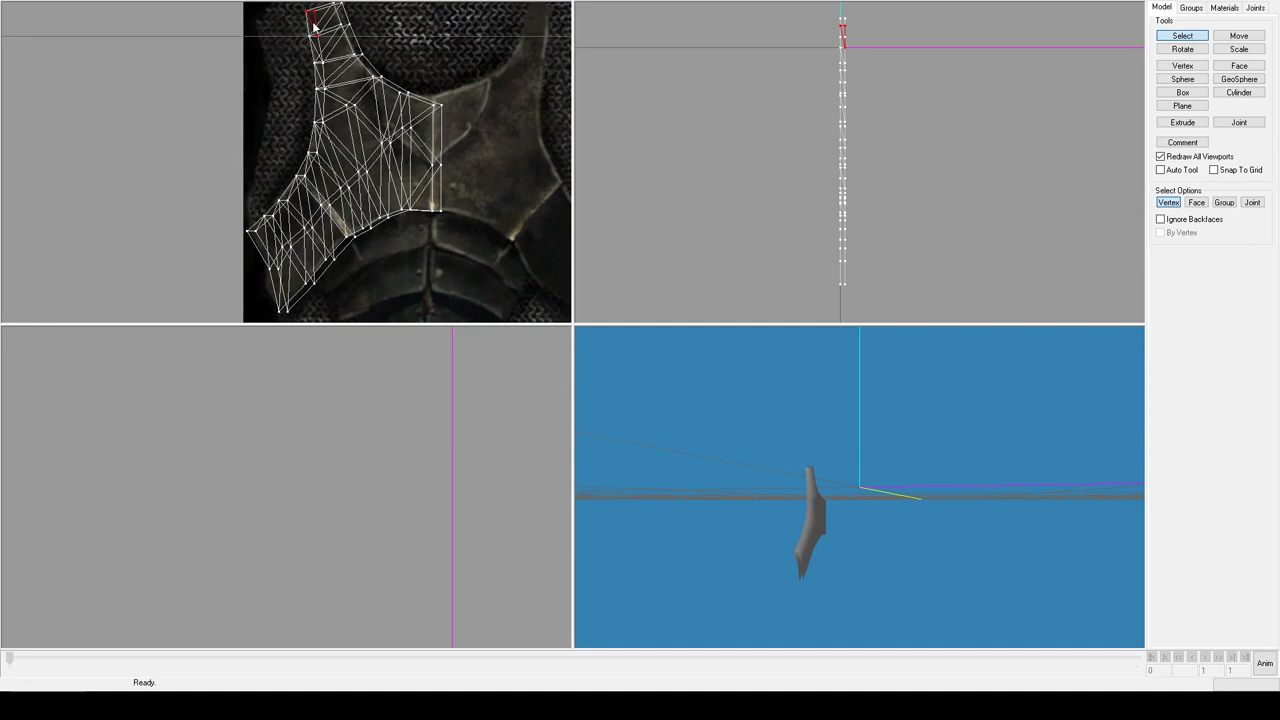 Model Groups Materials Joints
Tools
Select Move
Rotate Scale
Vertex Face
Sphere GeoSphere
Box Cylinder
Plane
Extrude Joint
Comment
Redraw All Viewports
Auto Tool Snap To Grid
Select Options
Vertex Face Group Joint
Ignore Backfaces
By Vertex
0 1 1 Anim
Ready.